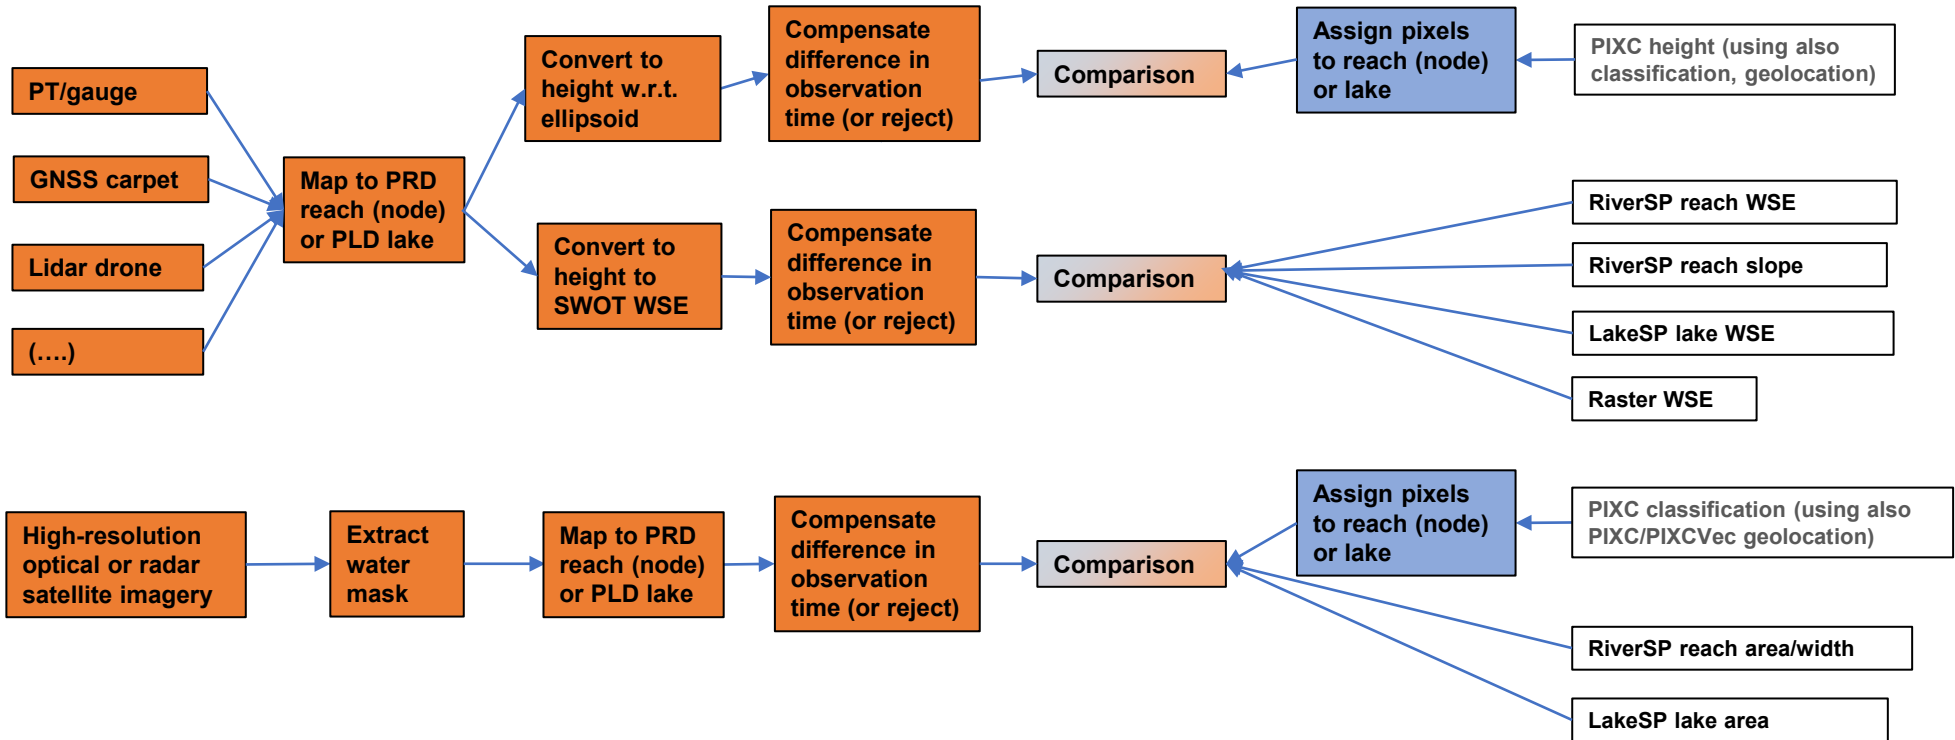 PT/gauge
GNSS carpet
Lidar drone
(....)
Map to PRD
reach (node)
or PLD lake
Convert to
height w.r.t.
ellipsoid
Compensate
difference in
observation
time (or reject)
Comparison
Assign pixels
to reach (node)
or lake
PIXC height (using also
classification, geolocation)
Convert to
height to
SWOT WSE
Compensate
difference in
observation
time (or reject)
Comparison
RiverSP reach WSE
RiverSP reach slope
LakeSP lake WSE
Raster WSE
High-resolution
optical or radar
satellite imagery
Extract
water
mask
Map to PRD
reach (node)
or PLD lake
Compensate
difference in
observation
time (or reject)
Comparison
Assign pixels
to reach (node)
or lake
PIXC classification (using also
PIXC/PIXCVec geolocation)
RiverSP reach area/width
LakeSP lake area